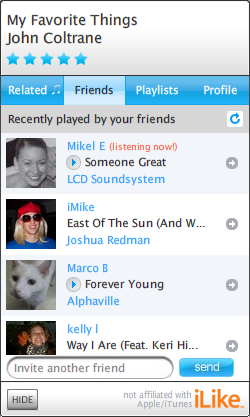 My Favorite Things
John Coltrane
Related Friends Playlists Profile
Recently played by your friends
Mikel E (listening now!)
Someone Great
LCD Soundsystem
iMike
East Of The Sun (And W...
Joshua Redman
Marco B
Forever Young
Alphaville
kelly l
Way I Are (Feat. Keri Hi...
Invite another friend send
HIDE not affiliated with
Apple/iTunes iLike